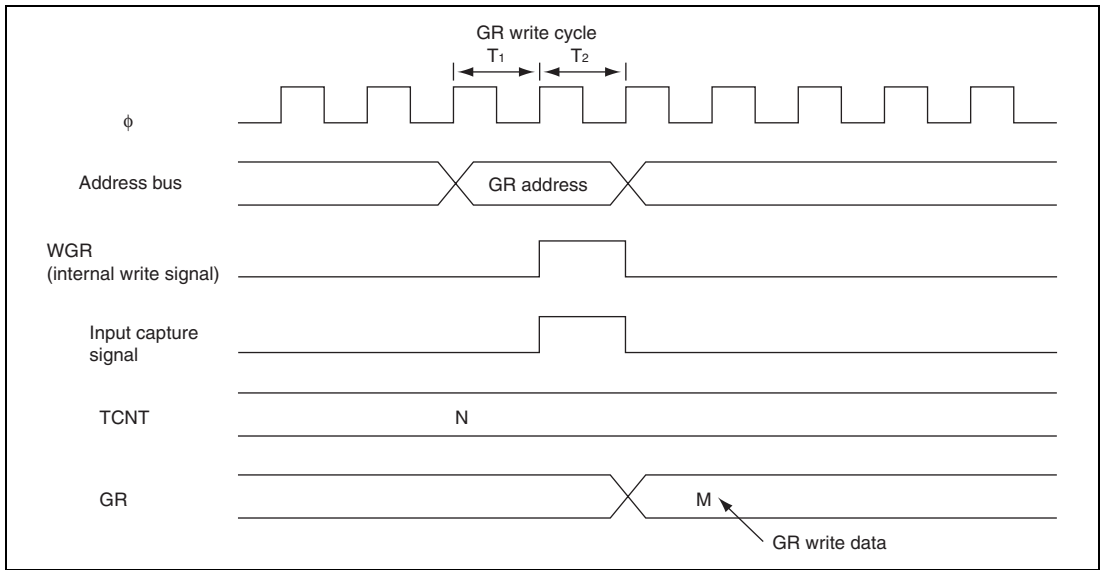 GR write cycle
T1 T2
ϕ
Address bus
GR address
WGR
(internal write signal)
Input capture
signal
TCNT
N
GR
M
GR write data